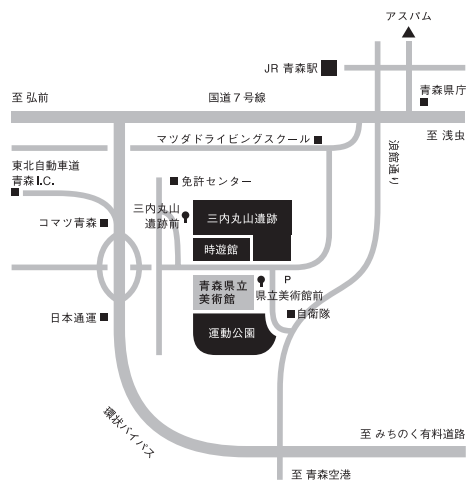 アスパム
JR 青森駅
青森県庁
至 弘前
国道７号線
至 浅虫
マツダドライビングスクール
浪館通り
東北自動車道
青森I.C.
免許センター
三内丸山
遺跡前
三内丸山遺跡
コマツ青森
時遊館
青森県立
美術館
P
県立美術館前
自衛隊
日本通運
運動公園
環状バイパス
至 みちのく有料道路
至 青森空港